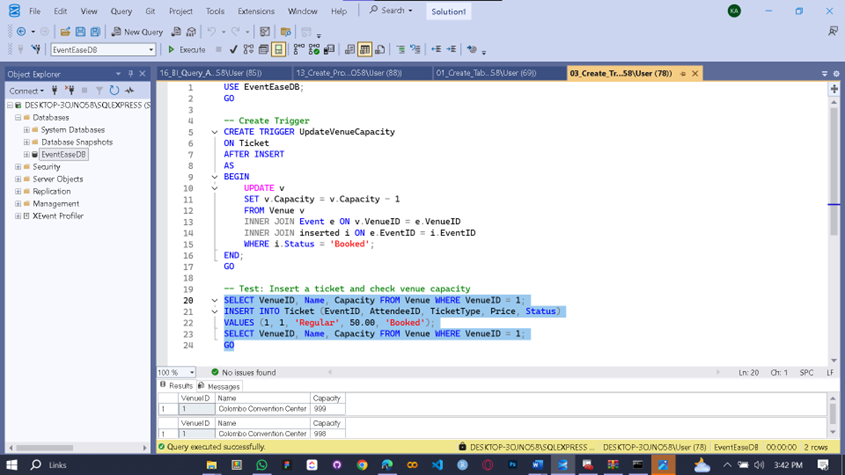 File Edit View Query Git Project Tools Extensions Window Help Search Solution1 KA
New Query
EventEaseDB Execute
Object Explorer
16_BI_Query_A...58\User (85)) 13_Create_Pro...O58\User (88)) 01_Create_Tab...58\User (69)) 03_Create_Tr...58\User (78))
Connect
DESKTOP-3OJNO58\SQLEXPRESS (S
Databases
System Databases
Database Snapshots
EventEaseDB
Security
Server Objects
Replication
Management
XEvent Profiler
1 USE EventEaseDB;
2 GO
3
4 -- Create Trigger
5 CREATE TRIGGER UpdateVenueCapacity
6 ON Ticket
7 AFTER INSERT
8 AS
9 BEGIN
10 UPDATE v
11 SET v.Capacity = v.Capacity - 1
12 FROM Venue v
13 INNER JOIN Event e ON v.VenueID = e.VenueID
14 INNER JOIN inserted i ON e.EventID = i.EventID
15 WHERE i.Status = 'Booked';
16 END;
17 GO
18
19 -- Test: Insert a ticket and check venue capacity
20 SELECT VenueID, Name, Capacity FROM Venue WHERE VenueID = 1;
21 INSERT INTO Ticket (EventID, AttendeeID, TicketType, Price, Status)
22 VALUES (1, 1, 'Regular', 50.00, 'Booked');
23 SELECT VenueID, Name, Capacity FROM Venue WHERE VenueID = 1;
24 GO
100 % No issues found Ln: 20 Ch: 1 SPC LF
Results Messages
VenueID Name Capacity
1 1 Colombo Convention Center 999
VenueID Name Capacity
1 1 Colombo Convention Center 998
Query executed successfully. DESKTOP-3OJNO58\SQLEXPRESS ... DESKTOP-3OJNO58\User (78) EventEaseDB 00:00:00 2 rows
Links 3:42 PM